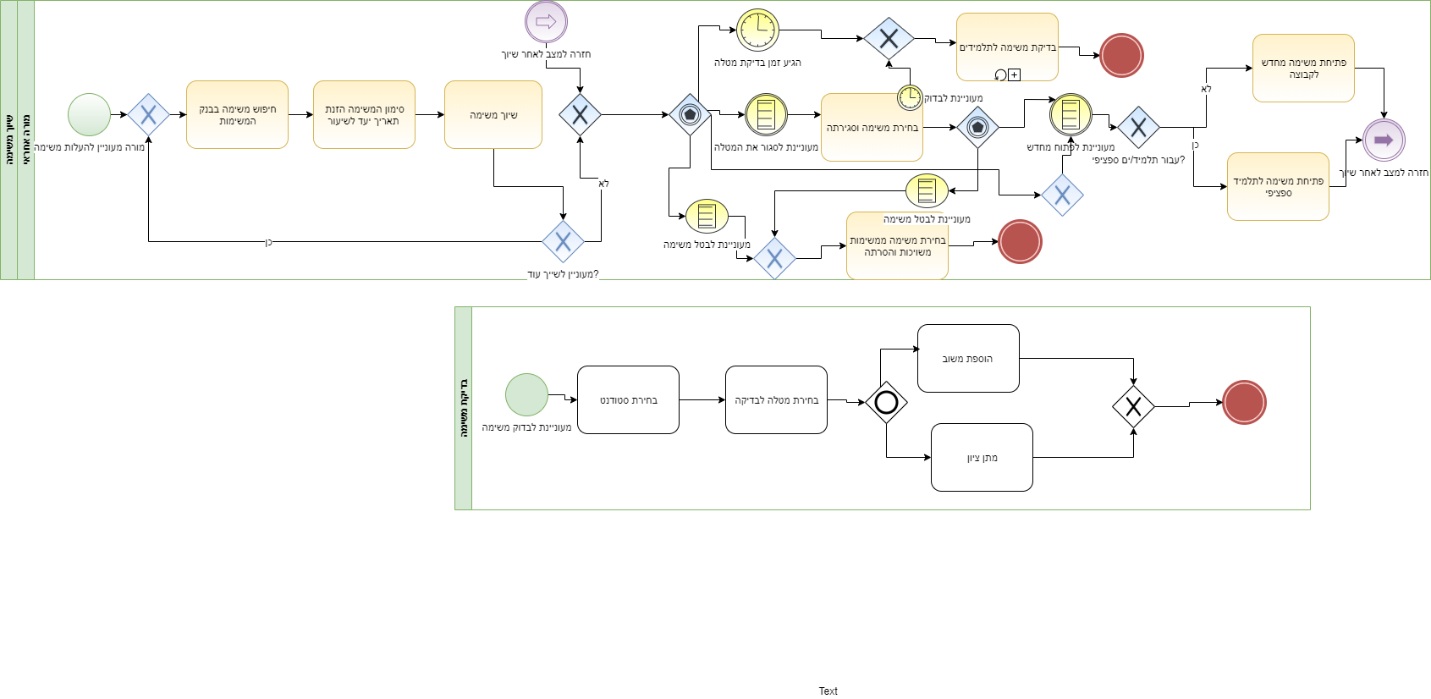 שיוך משימה
מורה אחראי
מורה מעוניין להעלות משימה
חיפוש משימה בבנק
המשימות
סימון המשימה הזנת
תאריך יעד לשיעור
שיוך משימה
מעוניין לשייך עוד?
כן
לא
חזרה למצב לאחר שיוך
הגיע זמן בדיקת מטלה
מעוניינת לסגור את המטלה
מעוניינת לבטל משימה
בחירת משימה וסגירתה
מעוניינת לבדוק
בדיקת משימה לתלמידים
מעוניינת לבטל משימה
בחירת משימה ממשימות
משויכות והסרתה
מעוניינת לפתוח מחדש
עבור תלמיד/ים ספציפי?
לא
כן
פתיחת משימה מחדש
לקבוצה
פתיחת משימה לתלמיד
ספציפי
חזרה למצב לאחר שיוך
בדיקת משימה
מעוניינת לבדוק משימה
בחירת סטודנט
בחירת מטלה לבדיקה
הוספת משוב
מתן ציון
Text